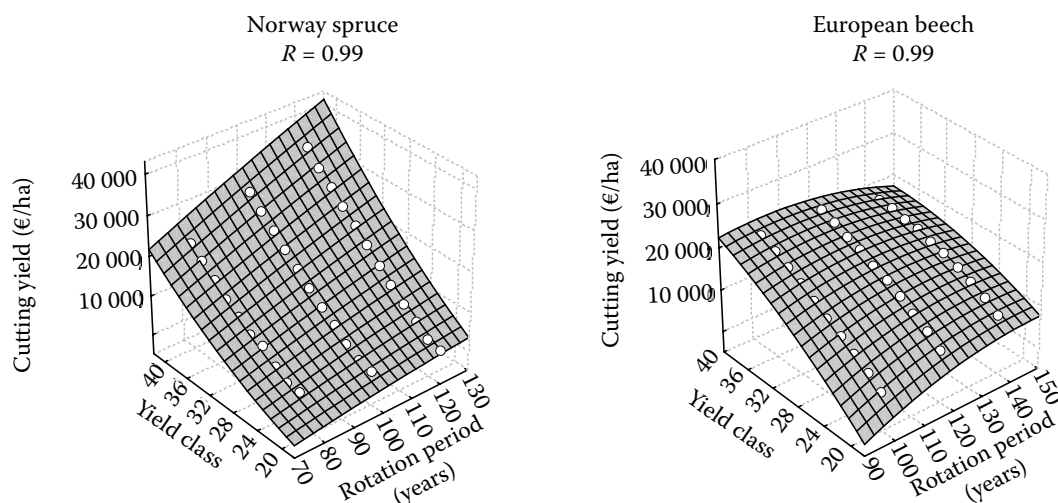 Norway spruce
R = 0.99
Cutting yield (€/ha)
40 000
30 000
20 000
10 000
40
36
32
28
24
20
Yield class
70
80
90
100
110
120
130
Rotation period
(years)
European beech
R = 0.99
Cutting yield (€/ha)
40 000
30 000
20 000
10 000
40
36
32
28
24
20
Yield class
90
100
110
120
130
140
150
Rotation period
(years)